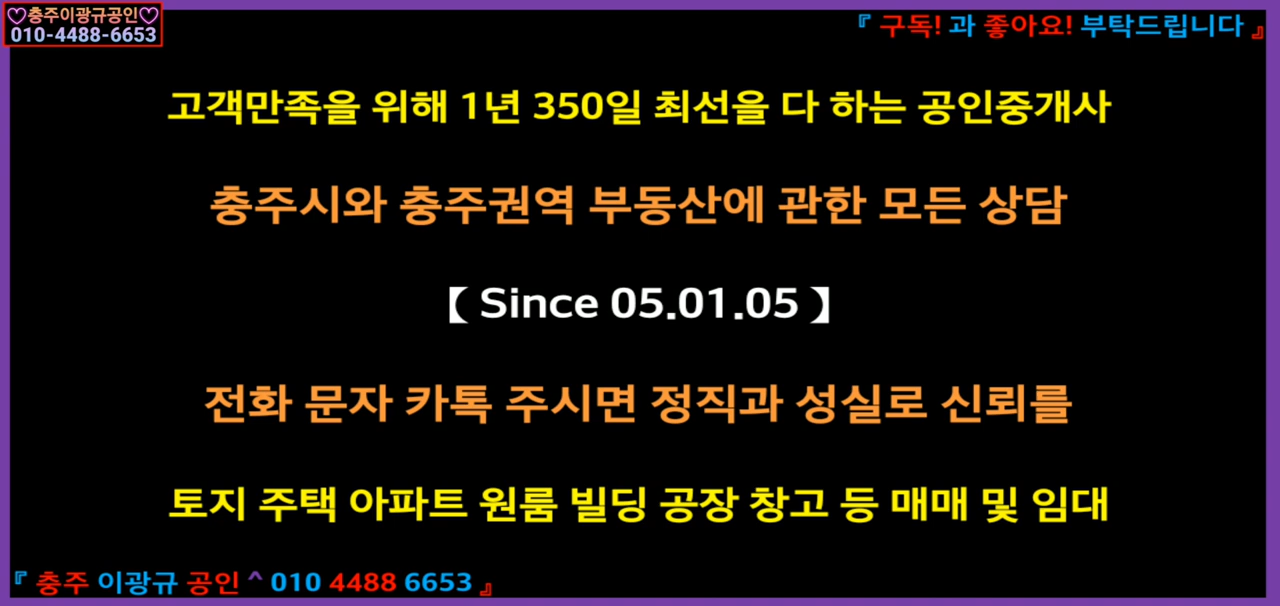 ♡충주이광규공인♡
010-4488-6653
『 구독! 과 좋아요! 부탁드립니다 』
고객만족을 위해 1년 350일 최선을 다 하는 공인중개사
충주시와 충주권역 부동산에 관한 모든 상담
【 Since 05.01.05 】
전화 문자 카톡 주시면 정직과 성실로 신뢰를
토지 주택 아파트 원룸 빌딩 공장 창고 등 매매 및 임대
『 충주 이광규 공인 ^ 010 4488 6653 』